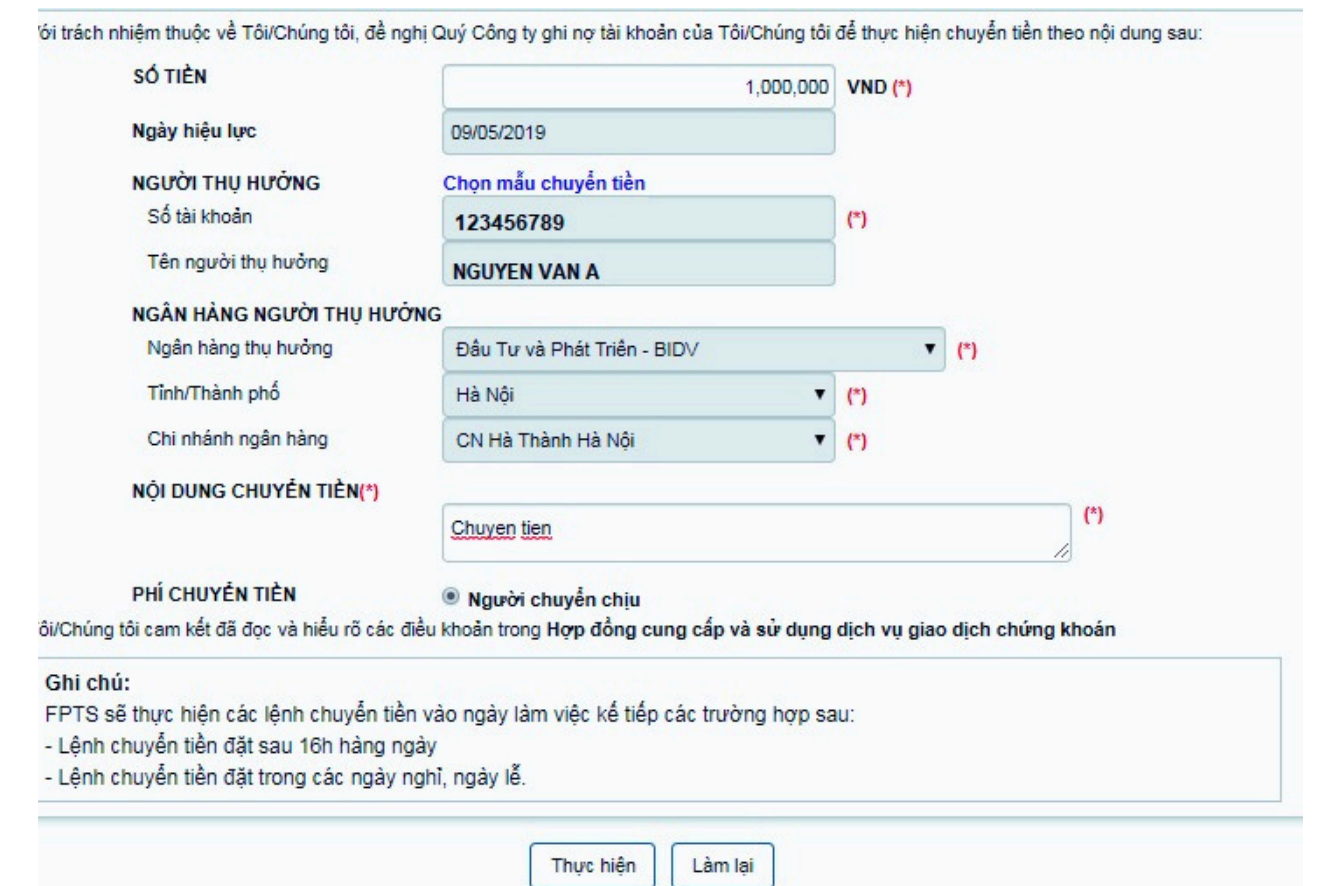 ới trách nhiệm thuộc về Tôi/Chúng tôi, đề nghị Quý Công ty ghi nợ tài khoản của Tôi/Chúng tôi để thực hiện chuyển tiền theo nội dung sau:
SỐ TIỀN 1,000,000 VND (*)
Ngày hiệu lực 09/05/2019
NGƯỜI THỤ HƯỞNG Chọn mẫu chuyển tiền
Số tài khoản 123456789 (*)
Tên người thụ hưởng NGUYEN VAN A
NGÂN HÀNG NGƯỜI THỤ HƯỞNG
Ngân hàng thụ hưởng Đầu Tư và Phát Triển - BIDV (*)
Tỉnh/Thành phố Hà Nội (*)
Chi nhánh ngân hàng CN Hà Thành Hà Nội (*)
NỘI DUNG CHUYỂN TIỀN(*)
Chuyen tien (*)
PHÍ CHUYỂN TIỀN Người chuyển chịu
ôi/Chúng tôi cam kết đã đọc và hiểu rõ các điều khoản trong Hợp đồng cung cấp và sử dụng dịch vụ giao dịch chứng khoán
Ghi chú:
FPTS sẽ thực hiện các lệnh chuyển tiền vào ngày làm việc kế tiếp các trường hợp sau:
- Lệnh chuyển tiền đặt sau 16h hàng ngày
- Lệnh chuyển tiền đặt trong các ngày nghỉ, ngày lễ.
Thực hiện Làm lại